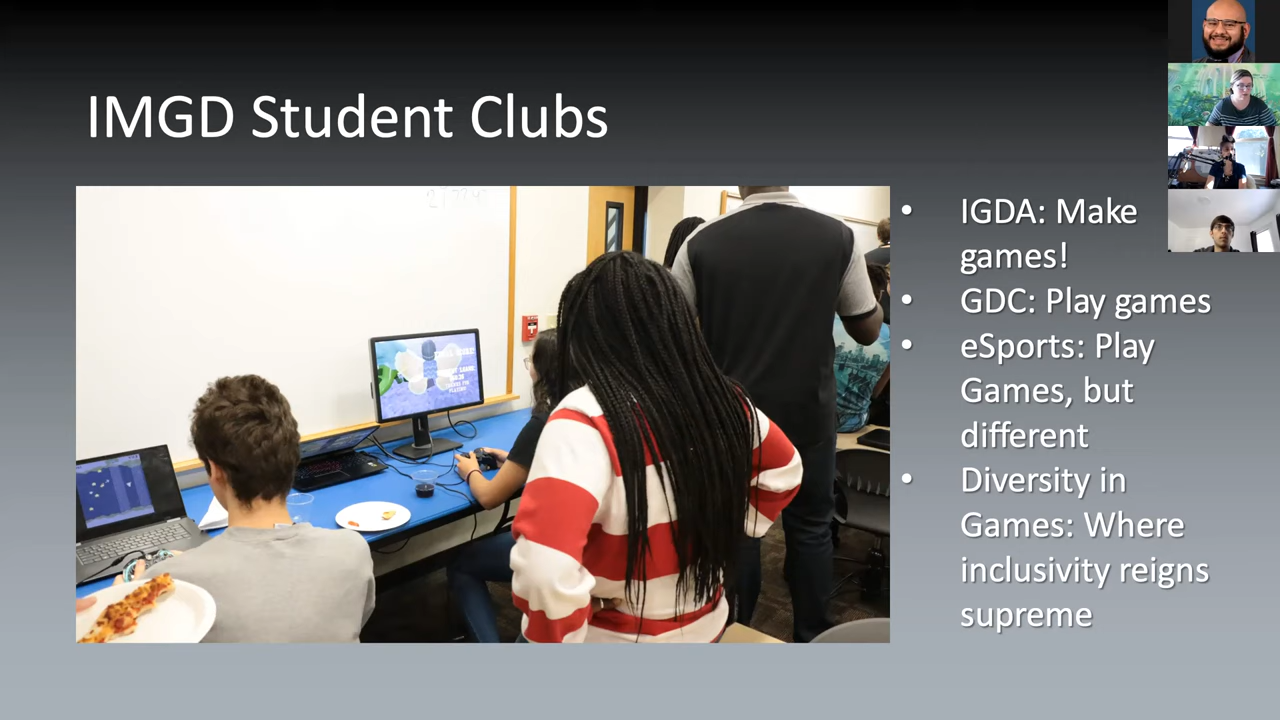 IMGD Student Clubs
• IGDA: Make
games!
• GDC: Play games
• eSports: Play
Games, but
different
• Diversity in
Games: Where
inclusivity reigns
supreme